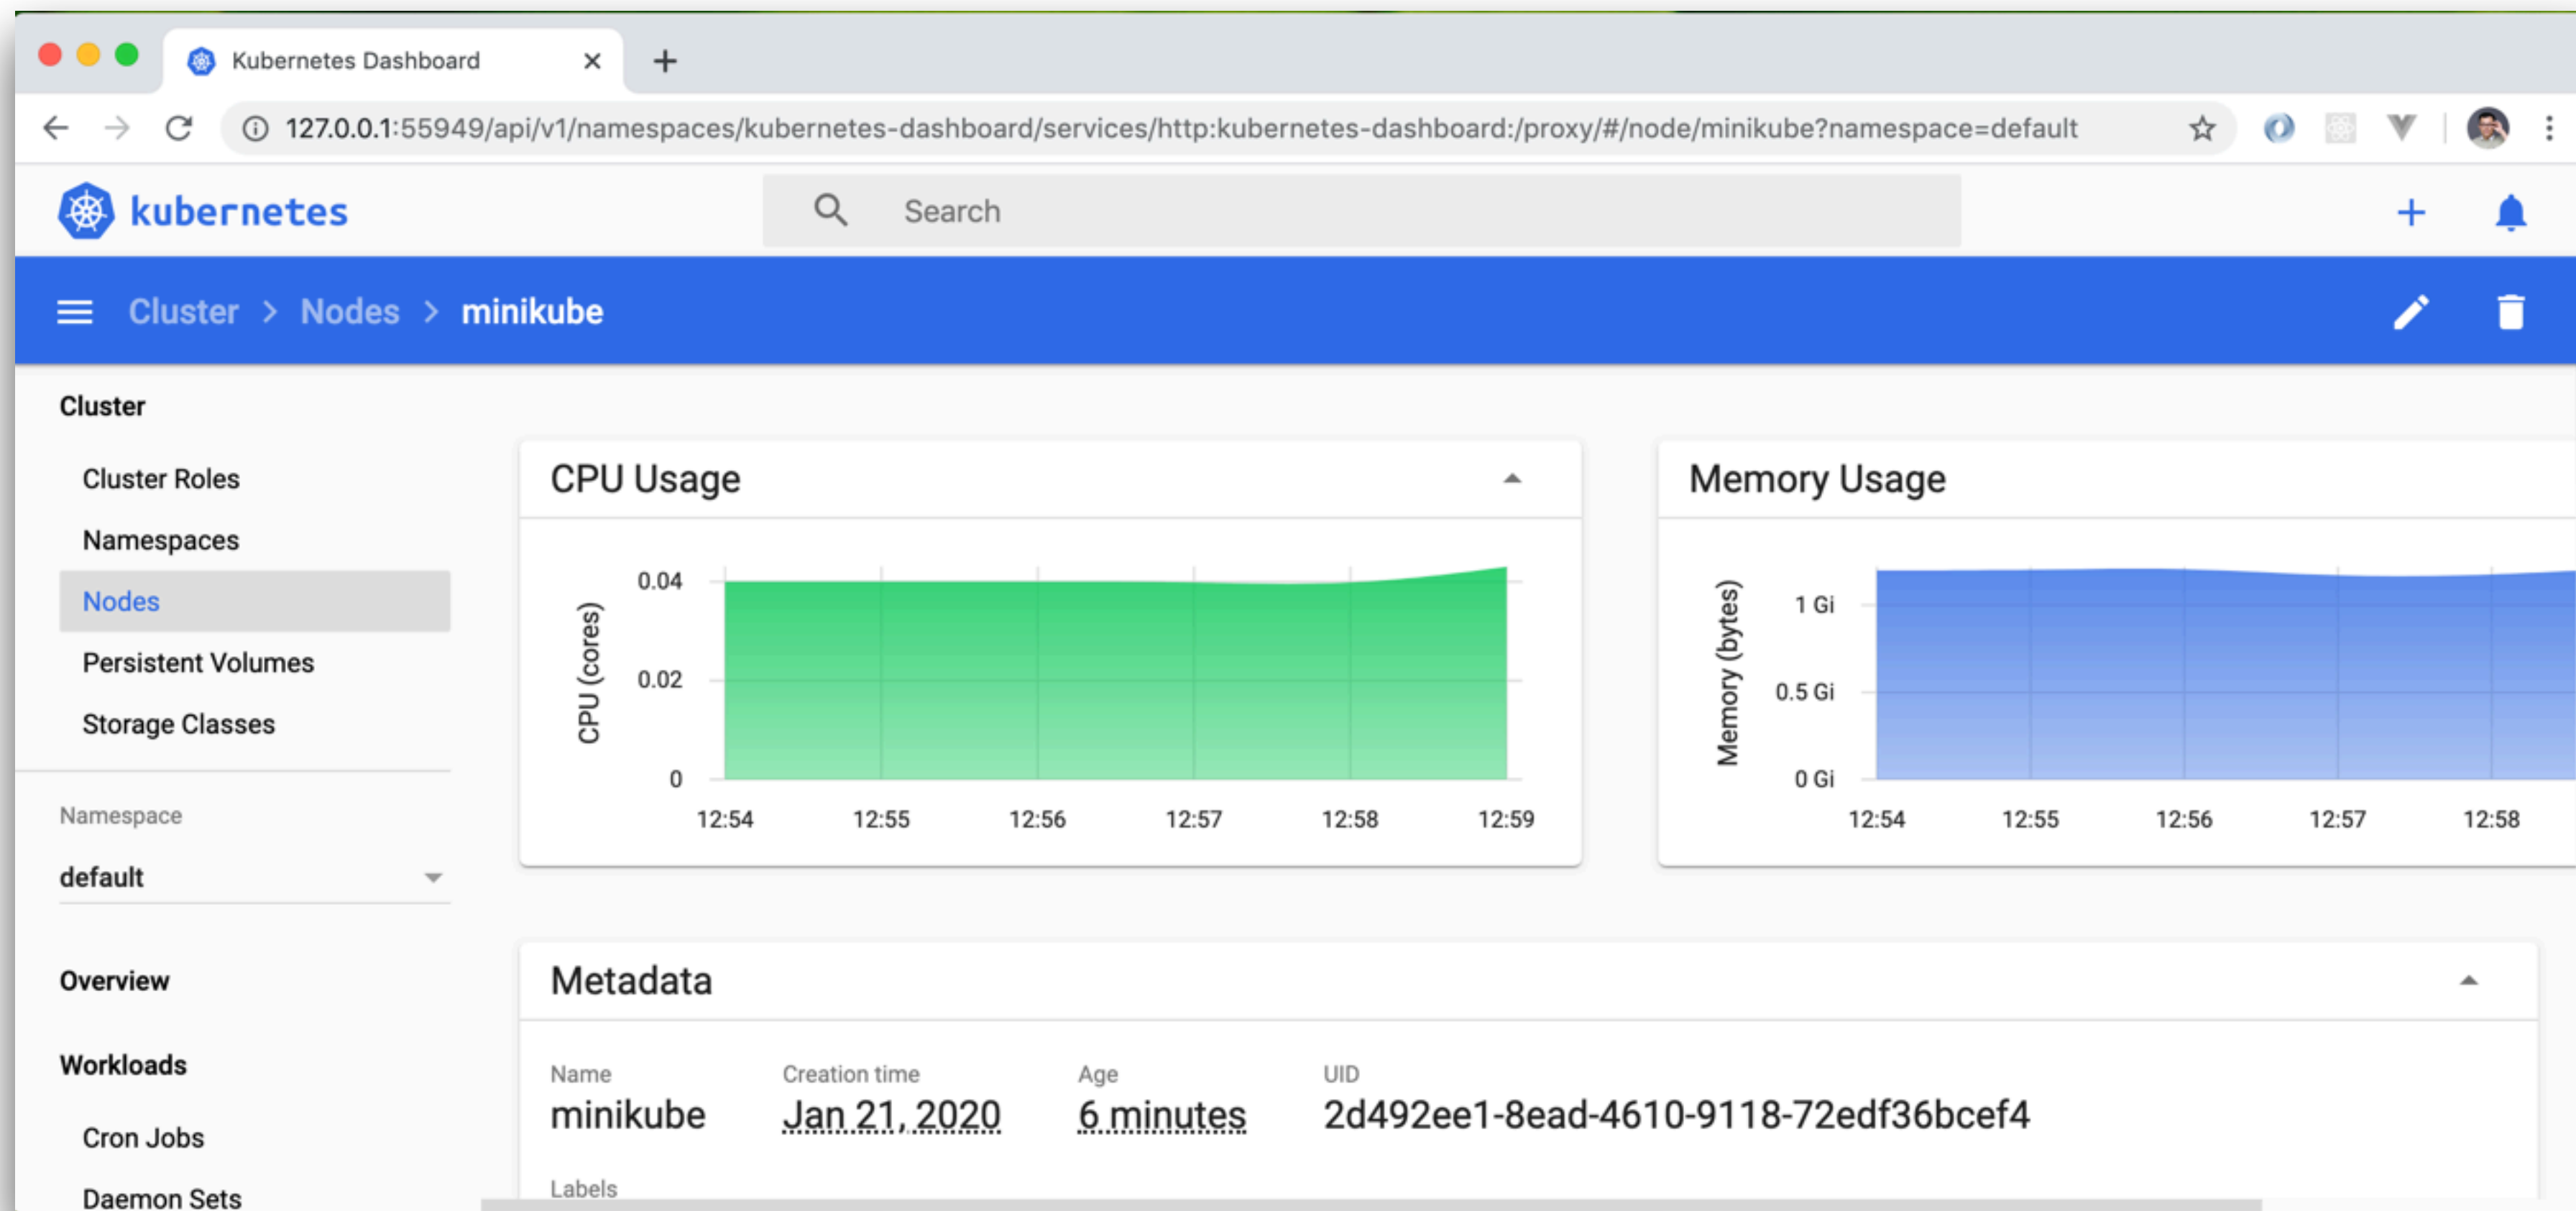 Kubernetes Dashboard
127.0.0.1:55949/api/v1/namespaces/kubernetes-dashboard/services/http:kubernetes-dashboard:/proxy/#/node/minikube?namespace=default
kubernetes
Search
Cluster > Nodes > minikube
Cluster
Cluster Roles
Namespaces
Nodes
Persistent Volumes
Storage Classes
Namespace
default
Overview
Workloads
Cron Jobs
Daemon Sets
CPU Usage
CPU (cores)
0.04
0.02
0
12:54 12:55 12:56 12:57 12:58 12:59
Memory Usage
Memory (bytes)
1 Gi
0.5 Gi
0 Gi
12:54 12:55 12:56 12:57 12:58
Metadata
Name Creation time Age UID
minikube Jan 21, 2020 6 minutes 2d492ee1-8ead-4610-9118-72edf36bcef4
Labels